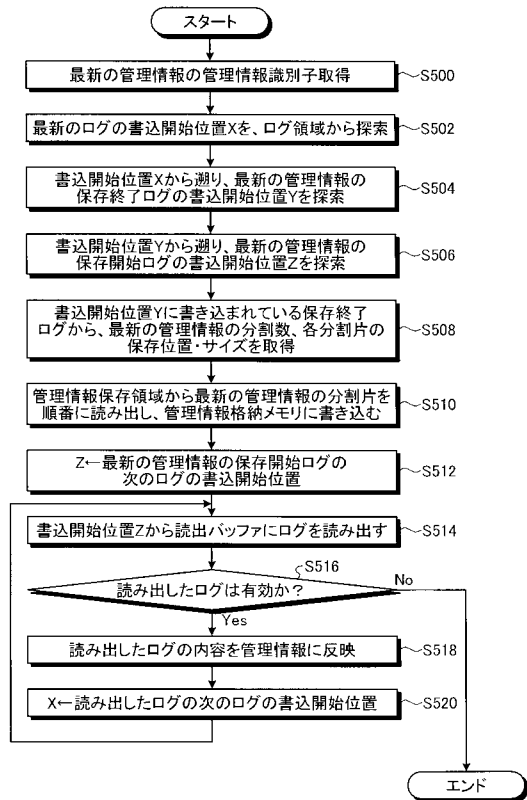 スタート
最新の管理情報の管理情報識別子取得
S500
最新のログの書込開始位置Xを、ログ領域から探索
S502
書込開始位置Xから遡り、最新の管理情報の
保存終了ログの書込開始位置Yを探索
S504
書込開始位置Yから遡り、最新の管理情報の
保存開始ログの書込開始位置Zを探索
S506
書込開始位置Yに書き込まれている保存終了
ログから、最新の管理情報の分割数、各分割片の
保存位置・サイズを取得
S508
管理情報保存領域から最新の管理情報の分割片を
順番に読み出し、管理情報格納メモリに書き込む
S510
Z←最新の管理情報の保存開始ログの
次のログの書込開始位置
S512
書込開始位置Zから読出バッファにログを読み出す
S514
S516
読み出したログは有効か？
No
Yes
読み出したログの内容を管理情報に反映
S518
X←読み出したログの次のログの書込開始位置
S520
エンド